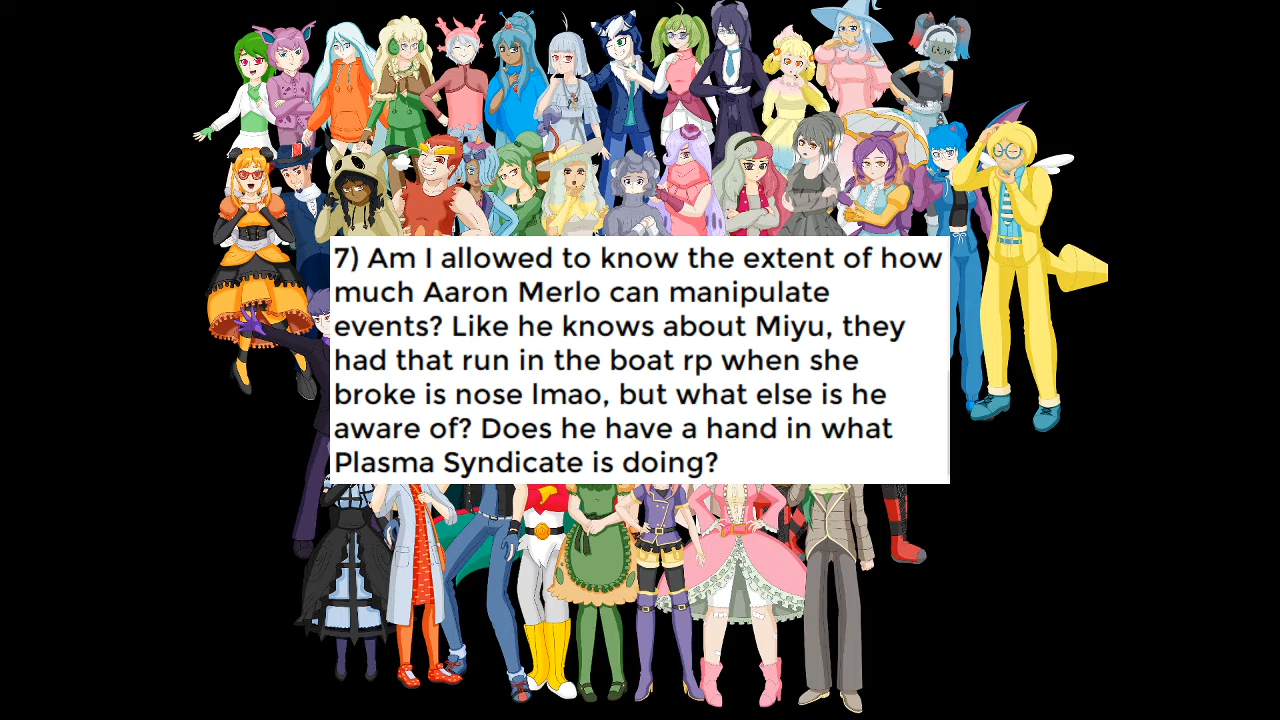 7) Am I allowed to know the extent of how
much Aaron Merlo can manipulate
events? Like he knows about Miyu, they
had that run in the boat rp when she
broke is nose lmao, but what else is he
aware of? Does he have a hand in what
Plasma Syndicate is doing?